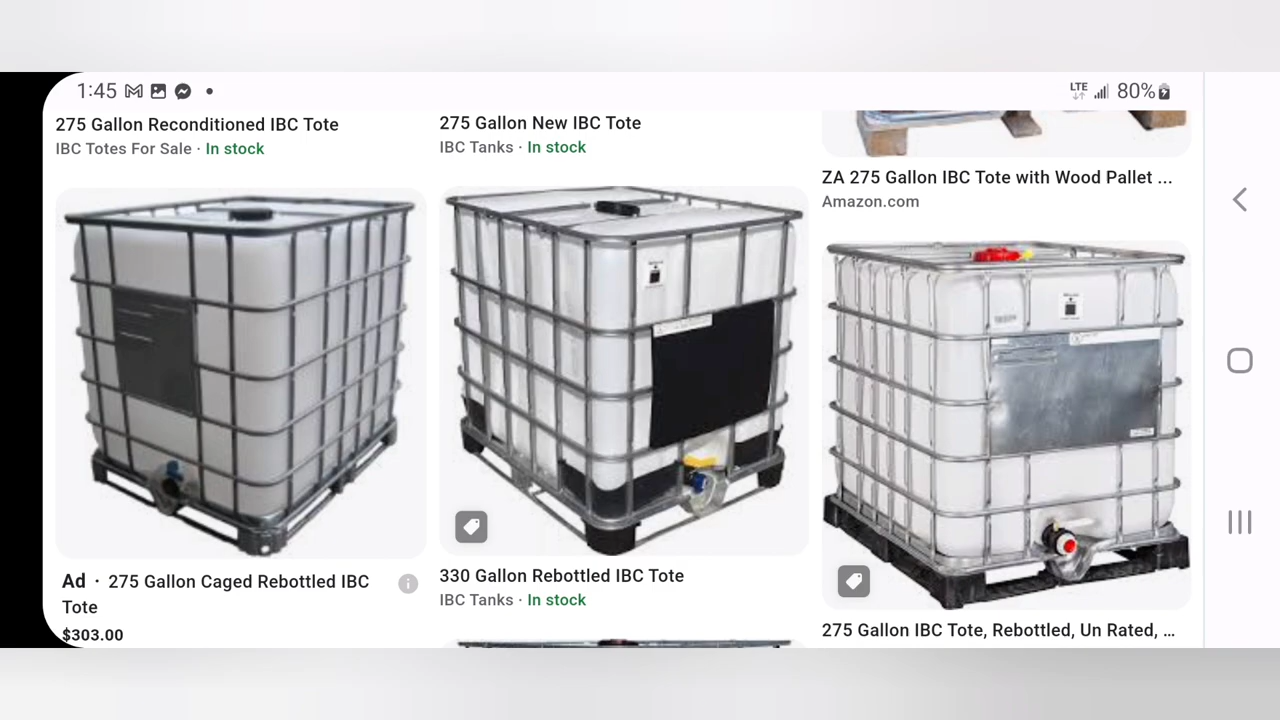 1:45
LTE
80%
275 Gallon Reconditioned IBC Tote
IBC Totes For Sale · In stock
275 Gallon New IBC Tote
IBC Tanks · In stock
ZA 275 Gallon IBC Tote with Wood Pallet ...
Amazon.com
Ad · 275 Gallon Caged Rebottled IBC
Tote
$303.00
330 Gallon Rebottled IBC Tote
IBC Tanks · In stock
275 Gallon IBC Tote, Rebottled, Un Rated, ...